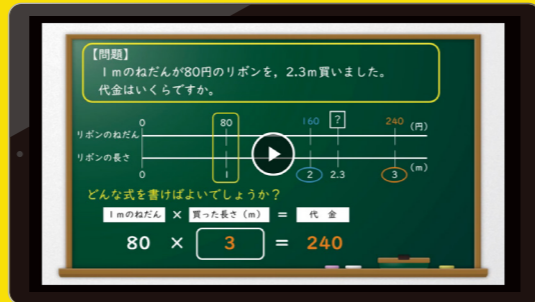 【問題】
1mのねだんが80円のリボンを，2.3m買いました。
代金はいくらですか。
0 80 160 ? 240 (円)
リボンのねだん
リボンの長さ
0 1 2 2.3 3 (m)
どんな式を書けばよいでしょうか？
1mのねだん × 買った長さ（m） = 代 金
80 × 3 = 240